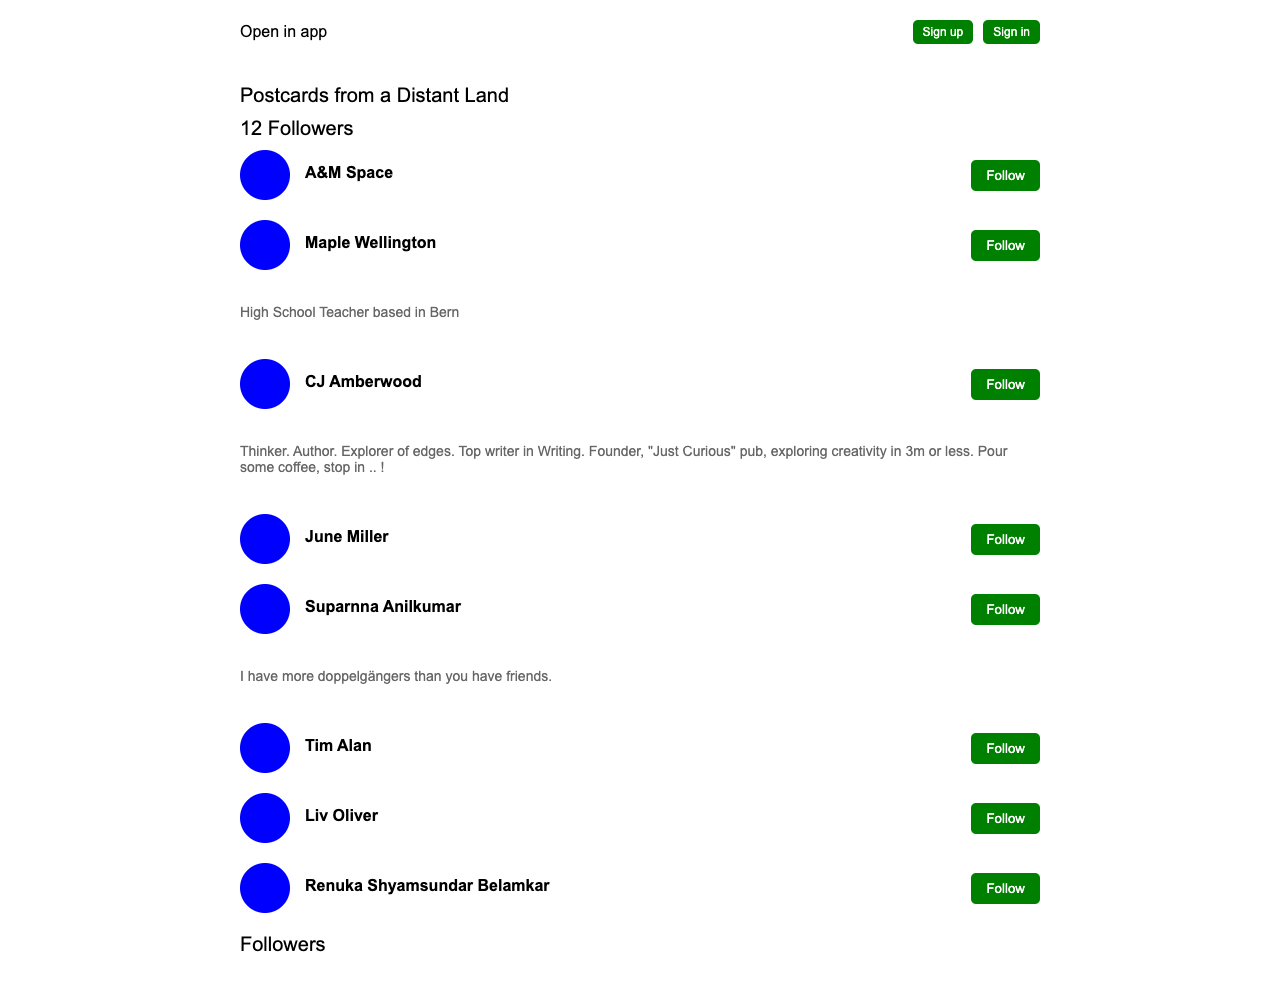 Open in app
Sign up
Sign in
Postcards from a Distant Land
12 Followers
A&M Space
Follow
Maple Wellington
Follow
High School Teacher based in Bern
CJ Amberwood
Follow
Thinker. Author. Explorer of edges. Top writer in Writing. Founder, "Just Curious" pub, exploring creativity in 3m or less. Pour
some coffee, stop in .. !
June Miller
Follow
Suparnna Anilkumar
Follow
I have more doppelgängers than you have friends.
Tim Alan
Follow
Liv Oliver
Follow
Renuka Shyamsundar Belamkar
Follow
Followers